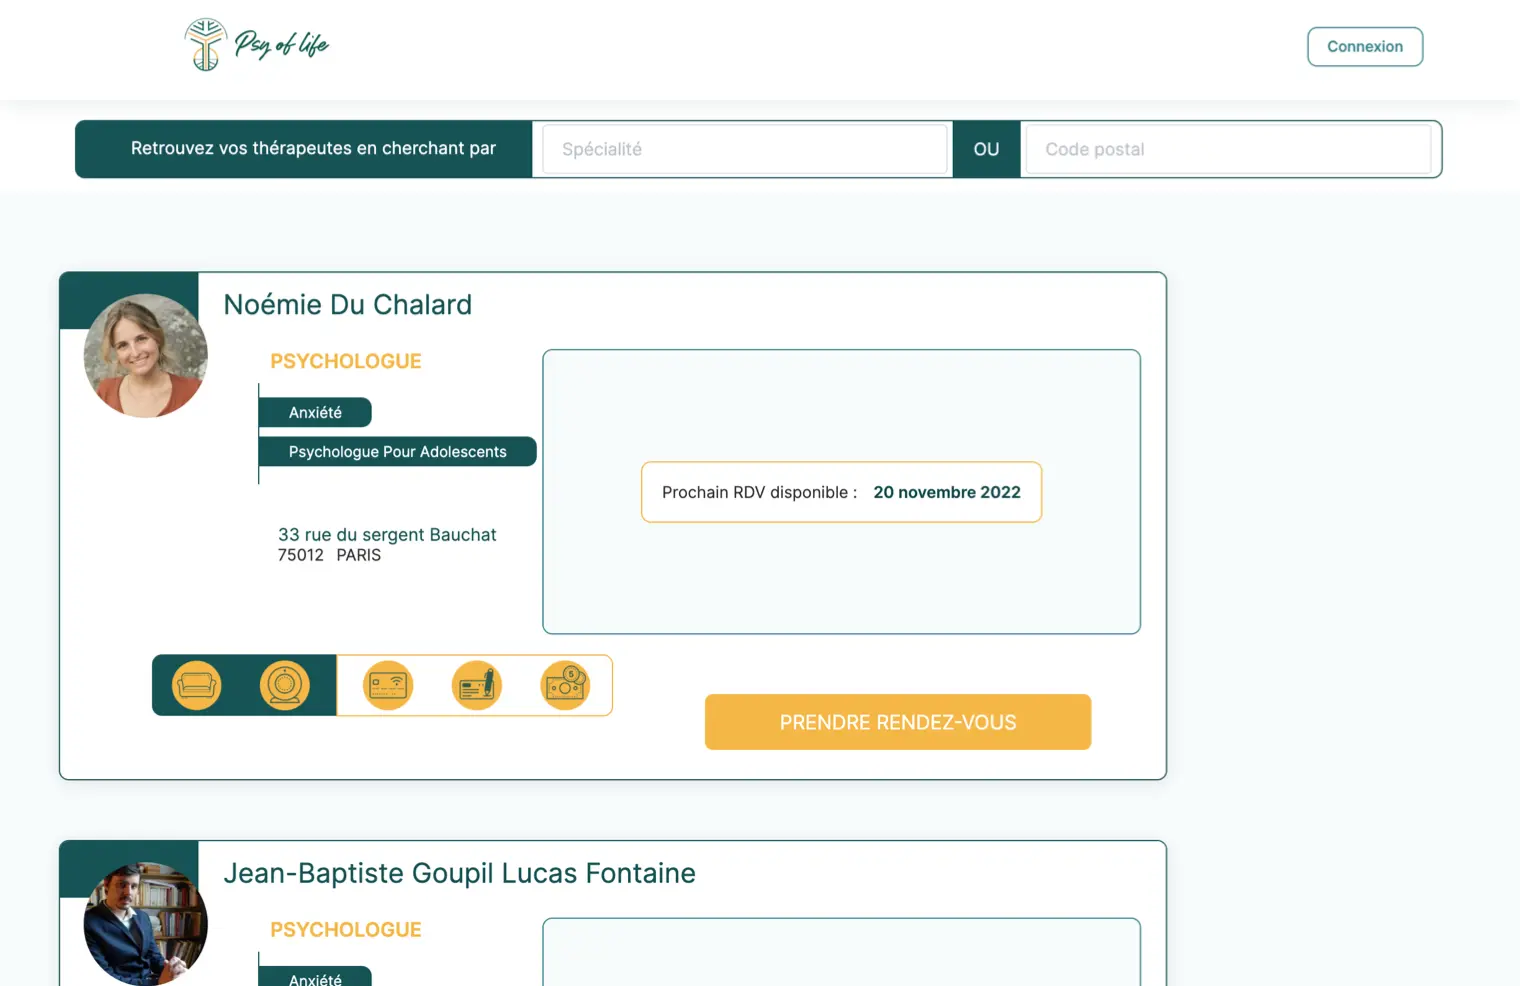 Psy of life
Connexion
Retrouvez vos thérapeutes en cherchant par
Spécialité
OU
Code postal
Noémie Du Chalard
PSYCHOLOGUE
Anxiété
Psychologue Pour Adolescents
Prochain RDV disponible : 20 novembre 2022
33 rue du sergent Bauchat
75012 PARIS
5
PRENDRE RENDEZ-VOUS
Jean-Baptiste Goupil Lucas Fontaine
PSYCHOLOGUE
Anxiété